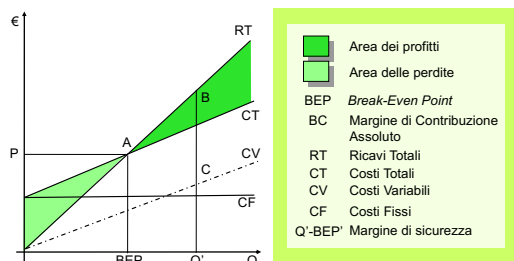 €
RT
B
A
CT
P
CV
C
CF
BEP
Q'
Q
Area dei profitti
Area delle perdite
BEP Break-Even Point
BC Margine di Contribuzione
Assoluto
RT Ricavi Totali
CT Costi Totali
CV Costi Variabili
CF Costi Fissi
Q'-BEP' Margine di sicurezza